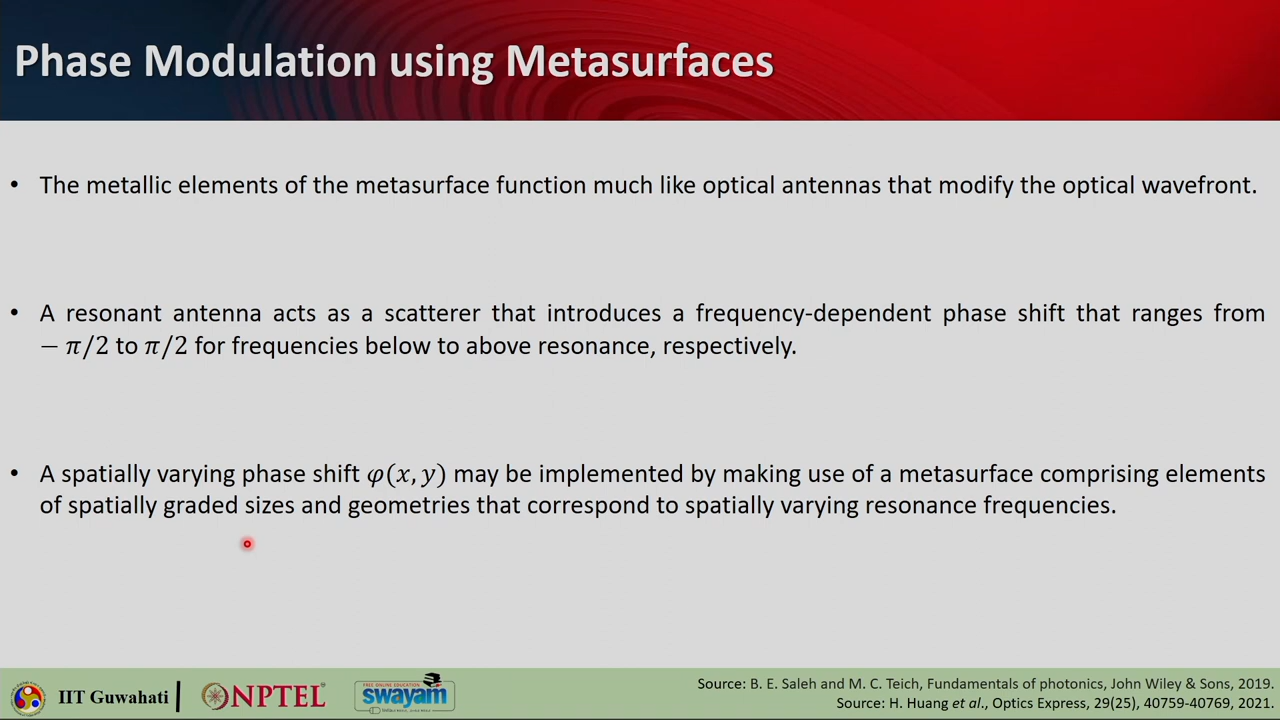 Phase Modulation using Metasurfaces
• The metallic elements of the metasurface function much like optical antennas that modify the optical wavefront.
• A resonant antenna acts as a scatterer that introduces a frequency-dependent phase shift that ranges from
− π/2 to π/2 for frequencies below to above resonance, respectively.
• A spatially varying phase shift φ(x, y) may be implemented by making use of a metasurface comprising elements
of spatially graded sizes and geometries that correspond to spatially varying resonance frequencies.
IIT Guwahati
NPTEL
FREE ONLINE EDUCATION
swayam
Source: B. E. Saleh and M. C. Teich, Fundamentals of photonics, John Wiley & Sons, 2019.
Source: H. Huang et al., Optics Express, 29(25), 40759-40769, 2021.